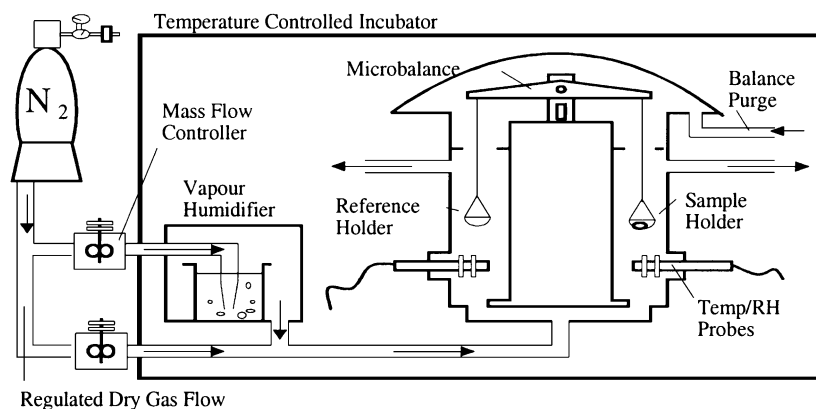 Temperature Controlled Incubator
N2
Mass Flow
Controller
Vapour
Humidifier
Microbalance
Balance
Purge
Reference
Holder
Sample
Holder
Temp/RH
Probes
Regulated Dry Gas Flow